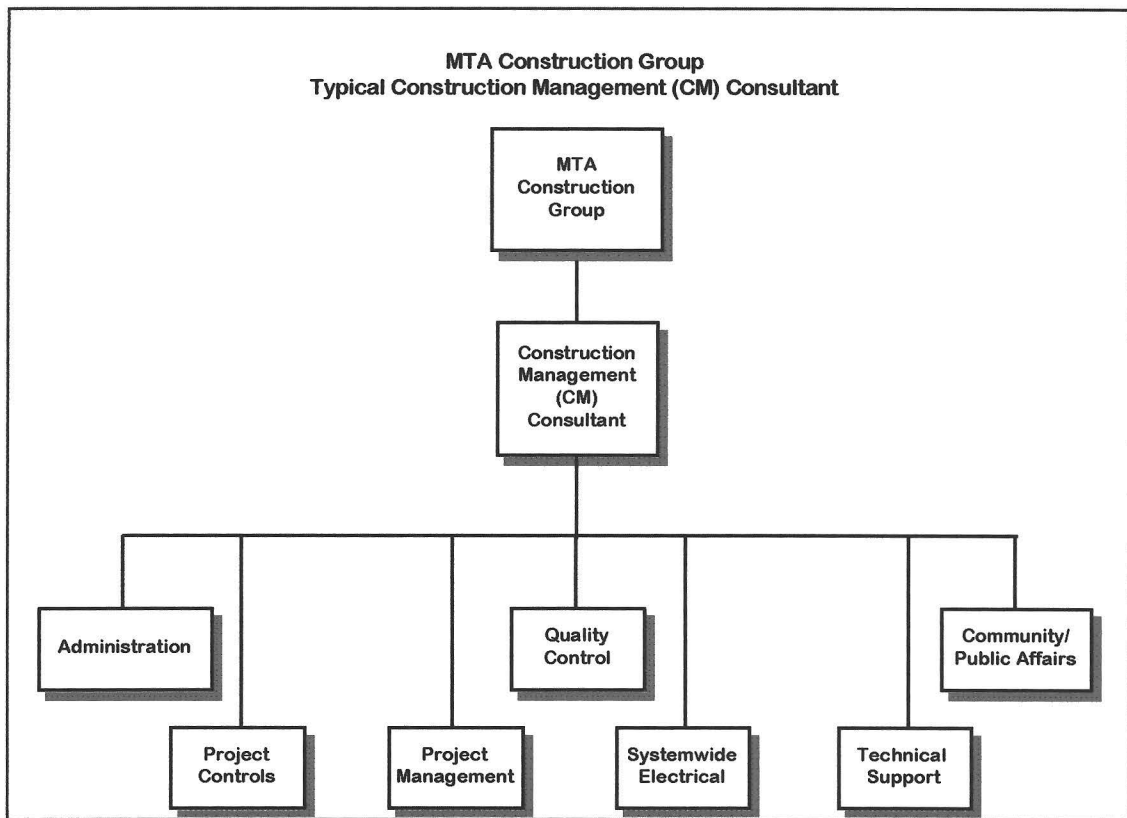 MTA Construction Group
Typical Construction Management (CM) Consultant
MTA
Construction
Group
Construction
Management
(CM)
Consultant
Administration
Quality
Control
Community/
Public Affairs
Project
Controls
Project
Management
Systemwide
Electrical
Technical
Support